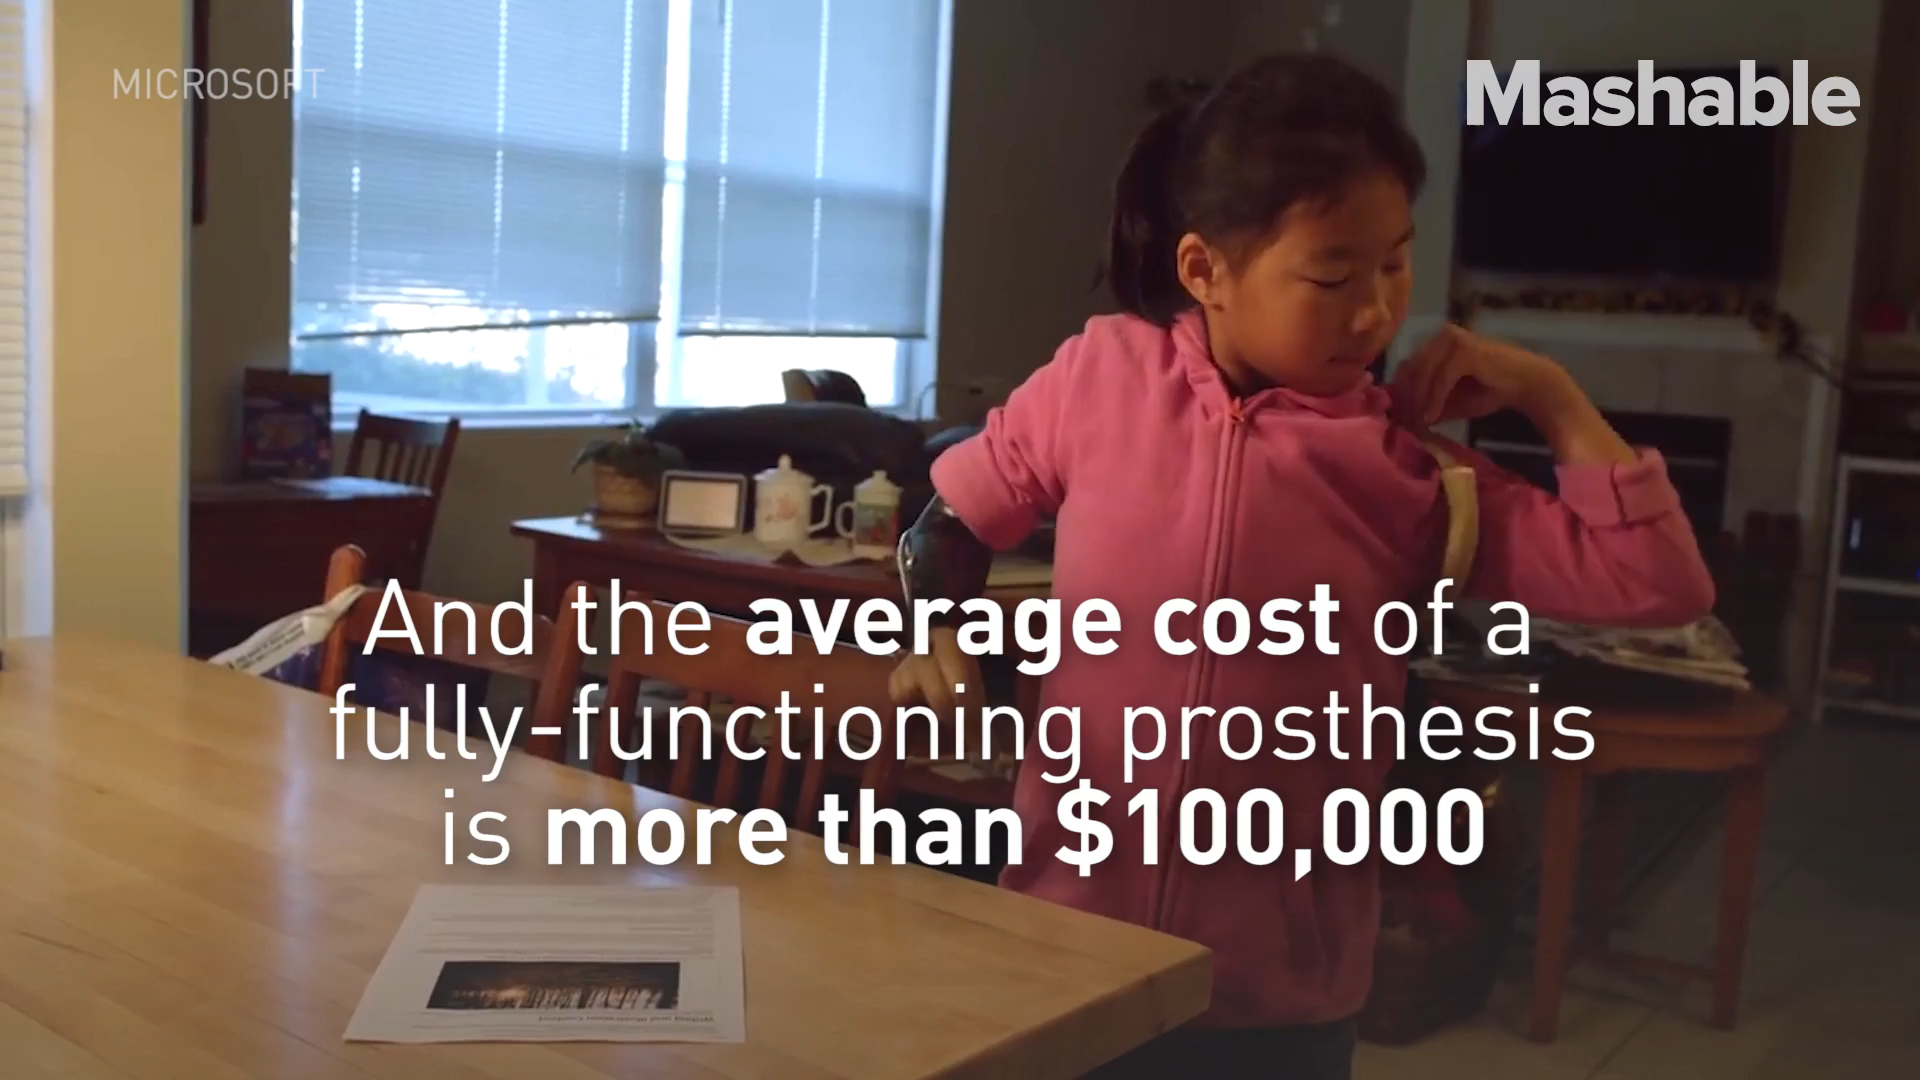 MICROSOFT
Mashable
And the average cost of a
fully-functioning prosthesis
is more than $100,000